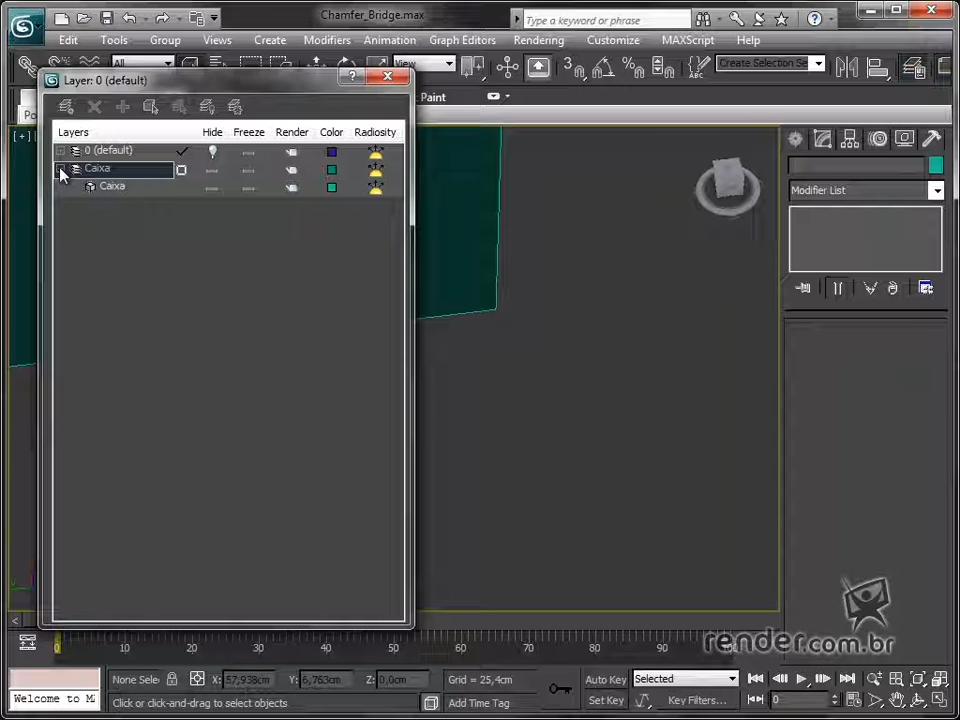 Chamfer_Bridge.max
Type a keyword or phrase
Edit Tools Group Views Create Modifiers Animation Graph Editors Rendering Customize MAXScript Help
All View Create Selection Se
Layer: 0 (default)
Paint
Po
Layers Hide Freeze Render Color Radiosity
[+]
0 (default)
Caixa
Caixa
Modifier List
render.com.br
0 10 20 30 40 50 60 70 80 90
None Sele X: 57,938cm Y: 6,763cm Z: 0,0cm Grid = 25,4cm Auto Key Selected
Welcome to M Click or click-and-drag to select objects Add Time Tag Set Key Key Filters... 0